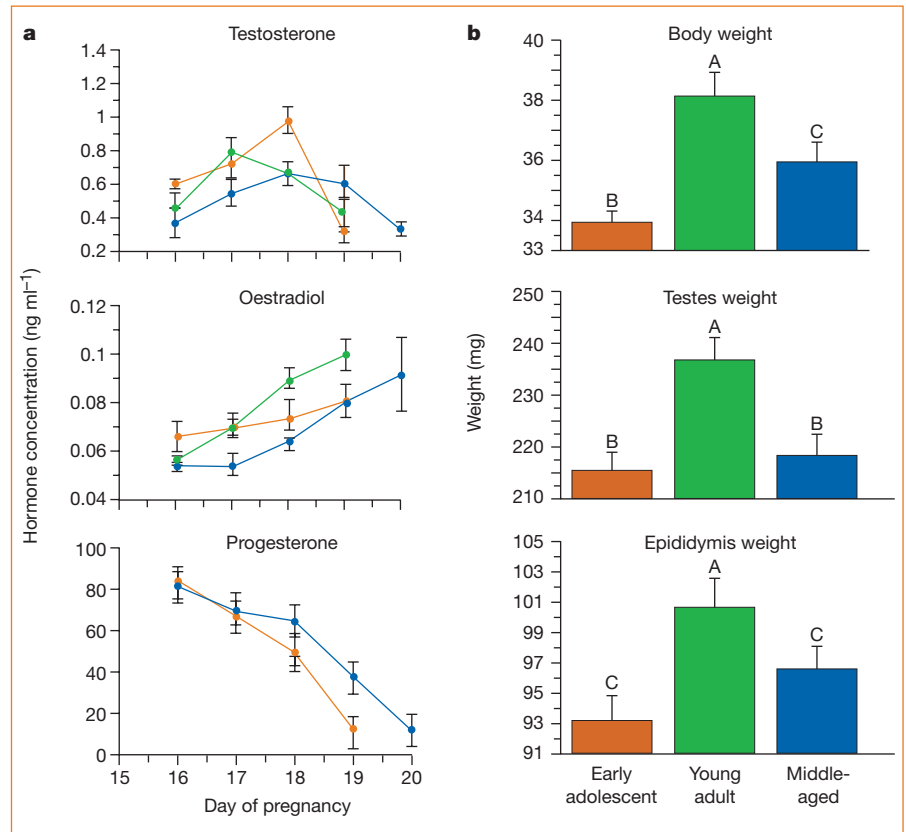 a
Testosterone
1.4
1.2
1
0.8
0.6
0.4
0.2
Oestradiol
0.12
0.1
0.08
0.06
0.04
Progesterone
100
80
60
40
20
0
15 16 17 18 19 20
Day of pregnancy
Hormone concentration (ng ml–1)
b
Body weight
40
38
36
34
33
B
A
C
Testes weight
250
240
230
220
210
B
A
B
Epididymis weight
105
103
101
99
97
95
93
91
C
A
C
Weight (mg)
Early
adolescent
Young
adult
Middle-
aged